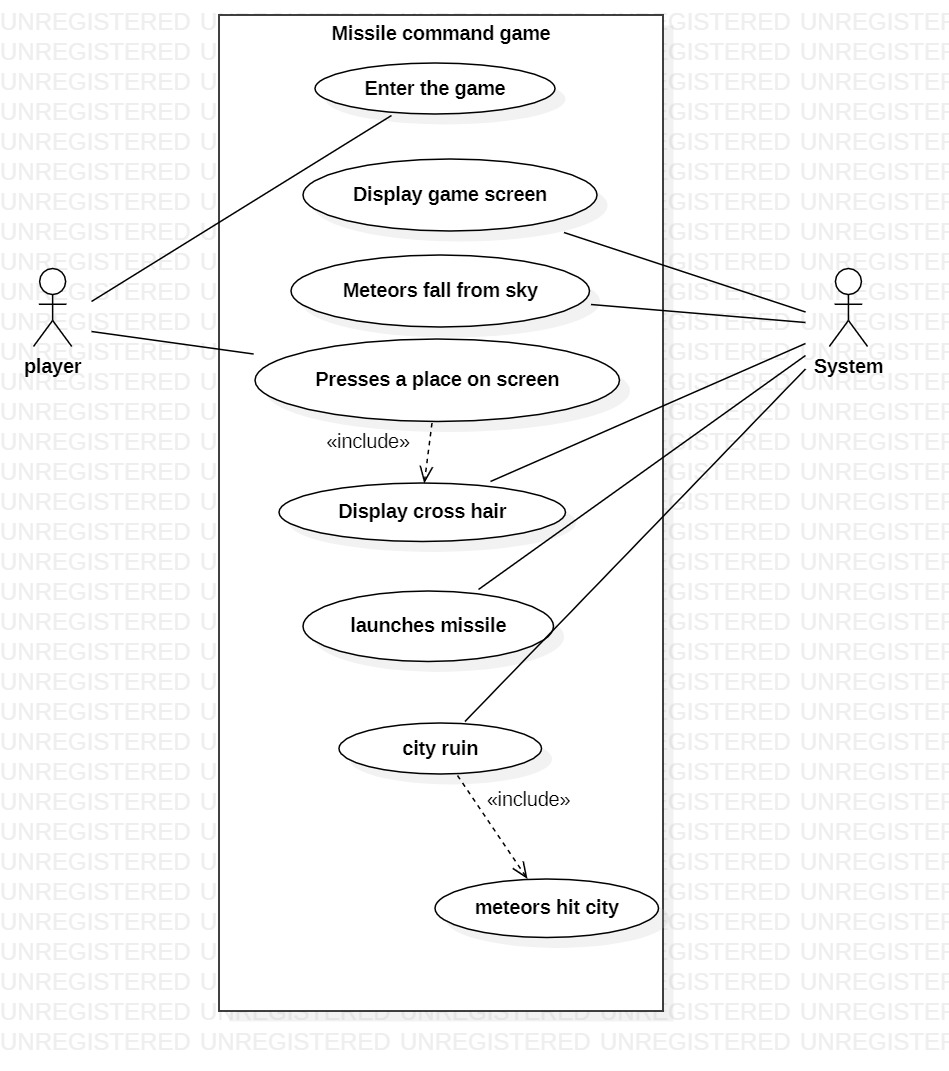 Missile command game
Enter the game
Display game screen
Meteors fall from sky
player
Presses a place on screen
System
«include»
Display cross hair
launches missile
city ruin
«include»
meteors hit city
UNREGISTERED